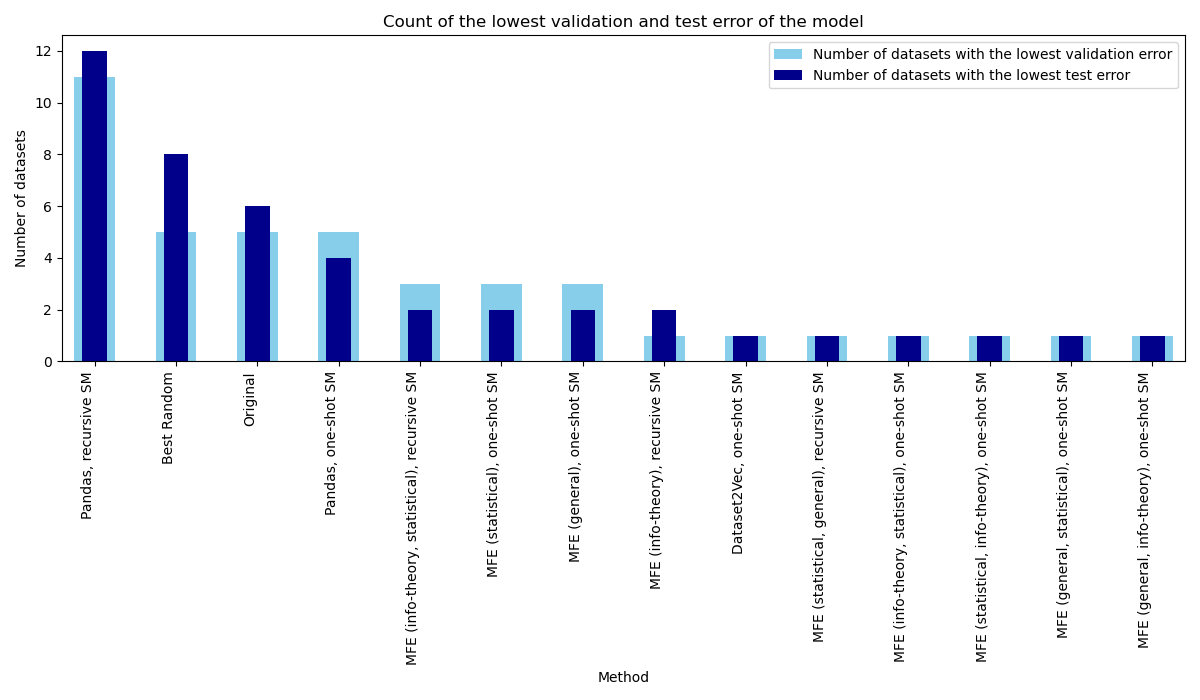 Count of the lowest validation and test error of the model
Number of datasets with the lowest validation error
Number of datasets with the lowest test error
Number of datasets
12
10
8
6
4
2
0
Pandas, recursive SM
Best Random
Original
Pandas, one-shot SM
MFE (info-theory, statistical), recursive SM
MFE (statistical), one-shot SM
MFE (general), one-shot SM
MFE (info-theory), recursive SM
Dataset2Vec, one-shot SM
MFE (statistical, general), recursive SM
MFE (info-theory, statistical), one-shot SM
MFE (statistical, info-theory), one-shot SM
MFE (general, statistical), one-shot SM
MFE (general, info-theory), one-shot SM
Method